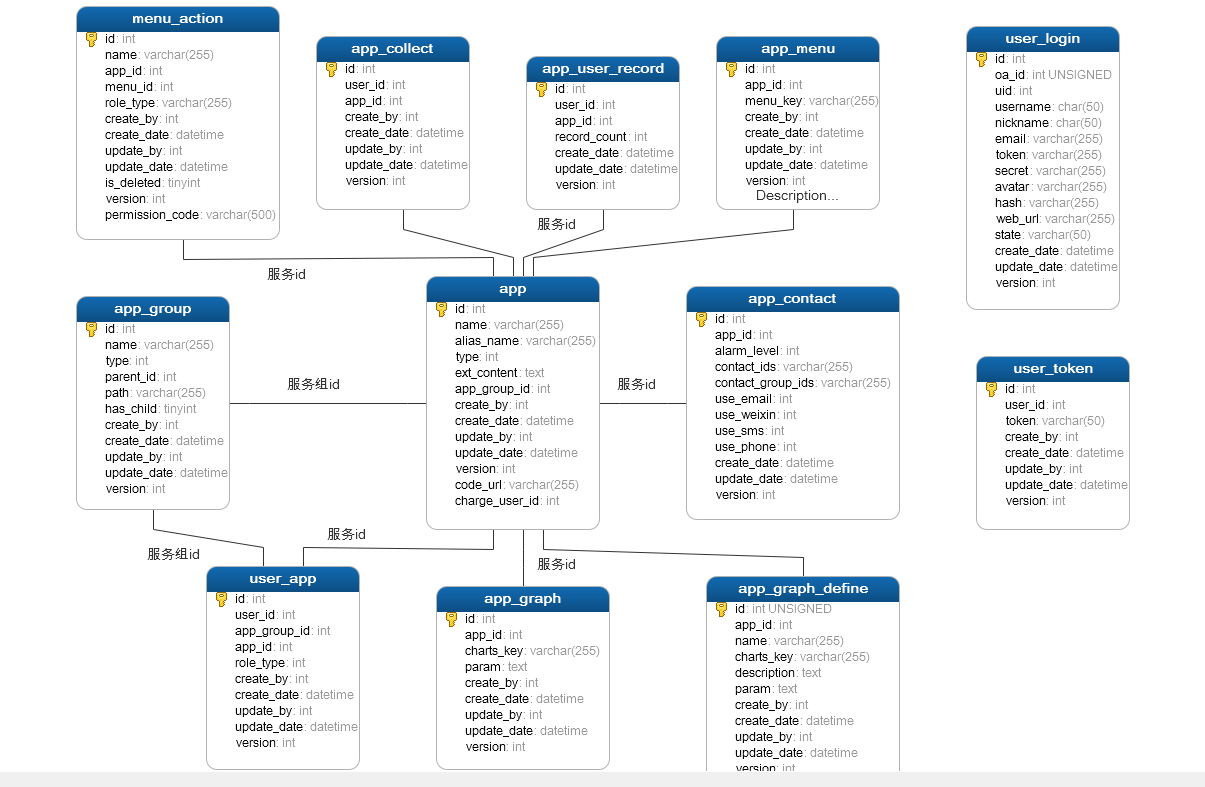 menu_action
id: int
name: varchar(255)
app_id: int
menu_id: int
role_type: varchar(255)
create_by: int
create_date: datetime
update_by: int
update_date: datetime
is_deleted: tinyint
version: int
permission_code: varchar(500)
app_collect
id: int
user_id: int
app_id: int
create_by: int
create_date: datetime
update_by: int
update_date: datetime
version: int
app_user_record
id: int
user_id: int
app_id: int
record_count: int
create_date: datetime
update_date: datetime
version: int
app_menu
id: int
app_id: int
menu_key: varchar(255)
create_by: int
create_date: datetime
update_by: int
update_date: datetime
version: int
Description...
user_login
id: int
oa_id: int UNSIGNED
uid: int
username: char(50)
nickname: char(50)
email: varchar(255)
token: varchar(255)
secret: varchar(255)
avatar: varchar(255)
hash: varchar(255)
web_url: varchar(255)
state: varchar(50)
create_date: datetime
update_date: datetime
version: int
服务id
服务id
app_group
id: int
name: varchar(255)
type: int
parent_id: int
path: varchar(255)
has_child: tinyint
create_by: int
create_date: datetime
update_by: int
update_date: datetime
version: int
服务组id
app
id: int
name: varchar(255)
alias_name: varchar(255)
type: int
ext_content: text
app_group_id: int
create_by: int
create_date: datetime
update_by: int
update_date: datetime
version: int
code_url: varchar(255)
charge_user_id: int
服务id
app_contact
id: int
app_id: int
alarm_level: int
contact_ids: varchar(255)
contact_group_ids: varchar(255)
use_email: int
use_weixin: int
use_sms: int
use_phone: int
create_date: datetime
update_date: datetime
version: int
user_token
id: int
user_id: int
token: varchar(50)
create_by: int
create_date: datetime
update_by: int
update_date: datetime
version: int
服务组id
服务id
服务id
user_app
id: int
user_id: int
app_group_id: int
app_id: int
role_type: int
create_by: int
create_date: datetime
update_by: int
update_date: datetime
version: int
app_graph
id: int
app_id: int
charts_key: varchar(255)
param: text
create_by: int
create_date: datetime
update_by: int
update_date: datetime
version: int
app_graph_define
id: int UNSIGNED
app_id: int
name: varchar(255)
charts_key: varchar(255)
description: text
param: text
create_by: int
create_date: datetime
update_by: int
update_date: datetime
version: int